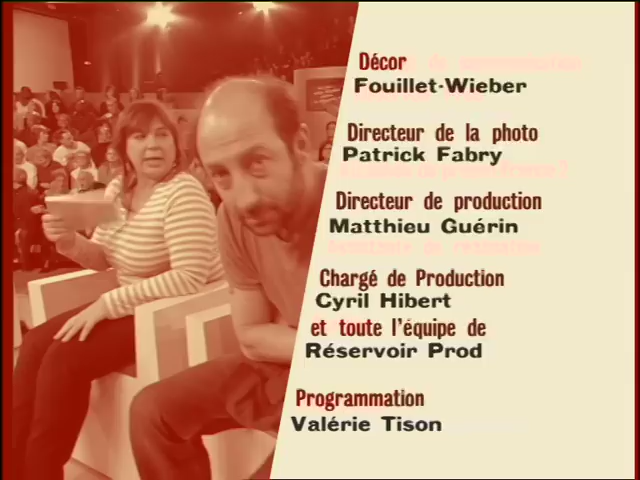 Décor
Fouillet-Wieber
Directeur de la photo
Patrick Fabry
Directeur de production
Matthieu Guérin
Chargé de Production
Cyril Hibert
et toute l'équipe de
Réservoir Prod
Programmation
Valérie Tison